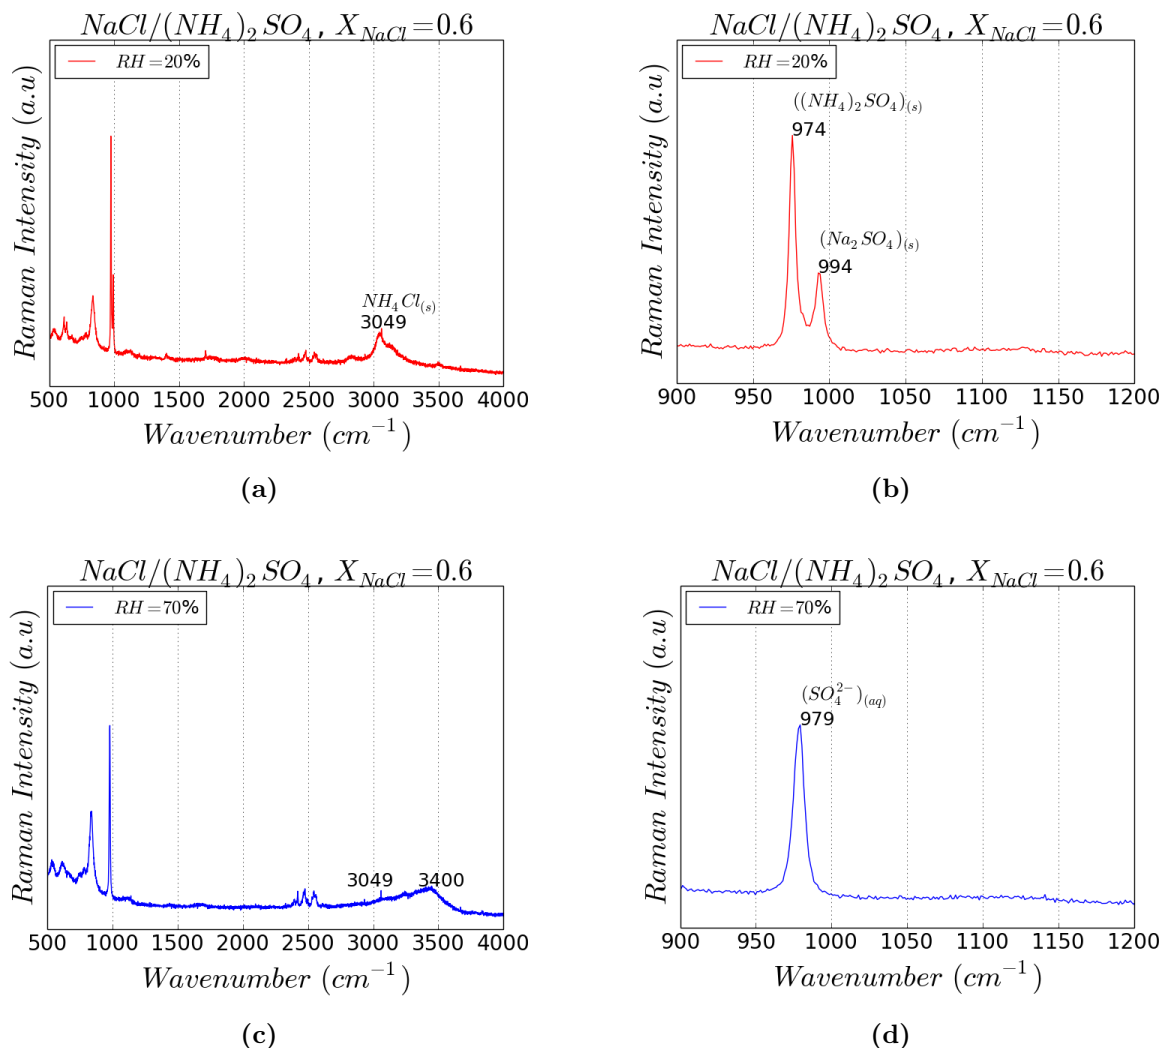 NaCl/(NH₄)₂SO₄, X_NaCl = 0.6
RH = 20%
NH₄Cl₍s₎
3049
Raman Intensity (a.u)
500 1000 1500 2000 2500 3000 3500 4000
Wavenumber (cm⁻¹)
(a)
NaCl/(NH₄)₂SO₄, X_NaCl = 0.6
RH = 20%
((NH₄)₂SO₄)₍s₎
974
(Na₂SO₄)₍s₎
994
Raman Intensity (a.u)
900 950 1000 1050 1100 1150 1200
Wavenumber (cm⁻¹)
(b)
NaCl/(NH₄)₂SO₄, X_NaCl = 0.6
RH = 70%
3049 3400
Raman Intensity (a.u)
500 1000 1500 2000 2500 3000 3500 4000
Wavenumber (cm⁻¹)
(c)
NaCl/(NH₄)₂SO₄, X_NaCl = 0.6
RH = 70%
(SO₄²⁻)₍aq₎
979
Raman Intensity (a.u)
900 950 1000 1050 1100 1150 1200
Wavenumber (cm⁻¹)
(d)